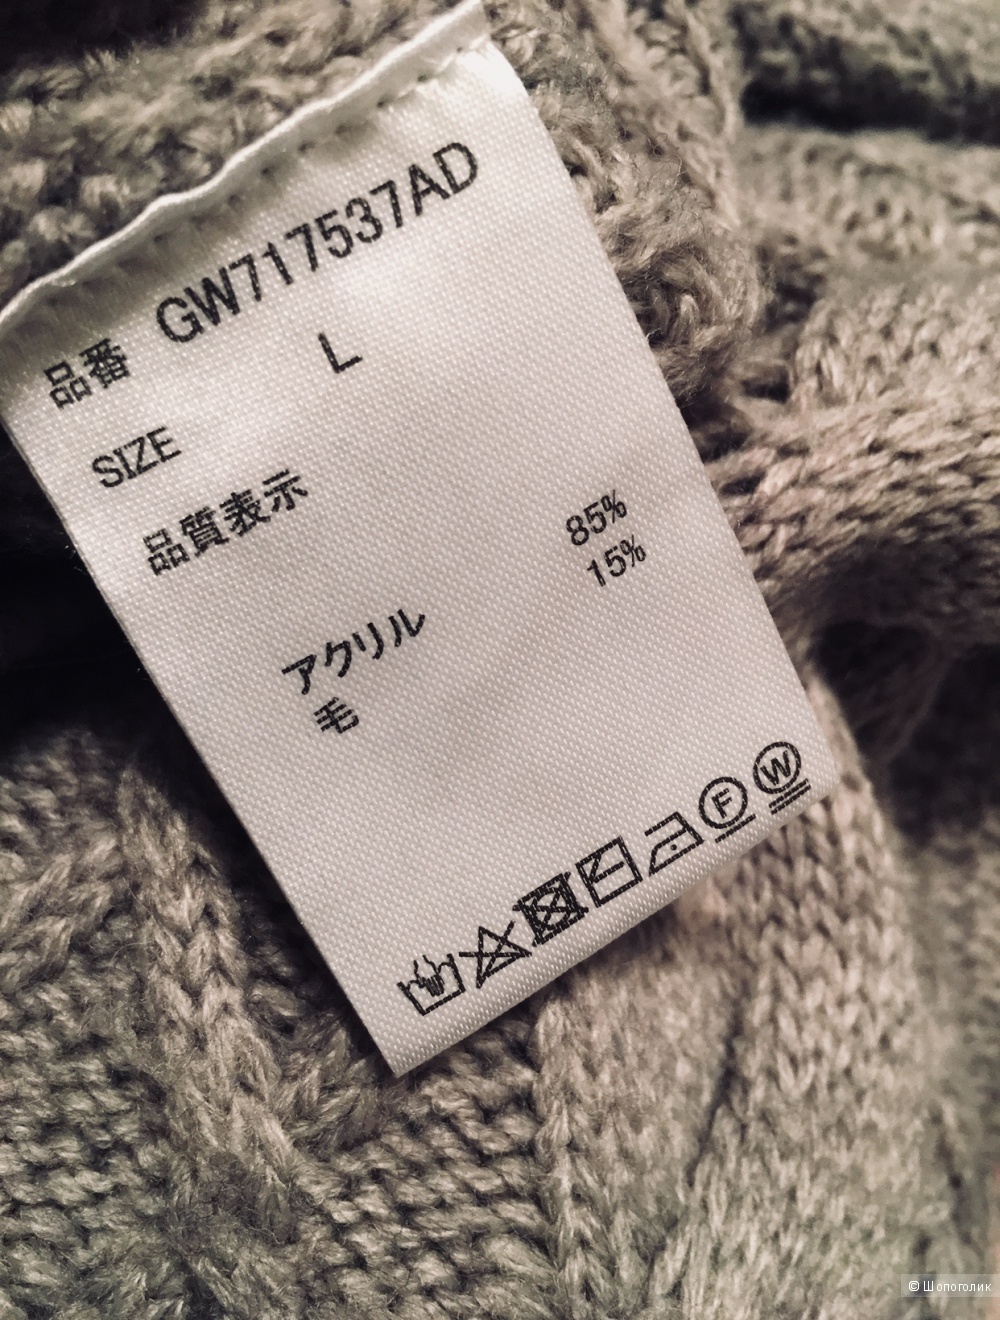 品番 GW717537AD
SIZE L
品質表示
アクリル 85%
毛 15%
F W
© Шопоголик